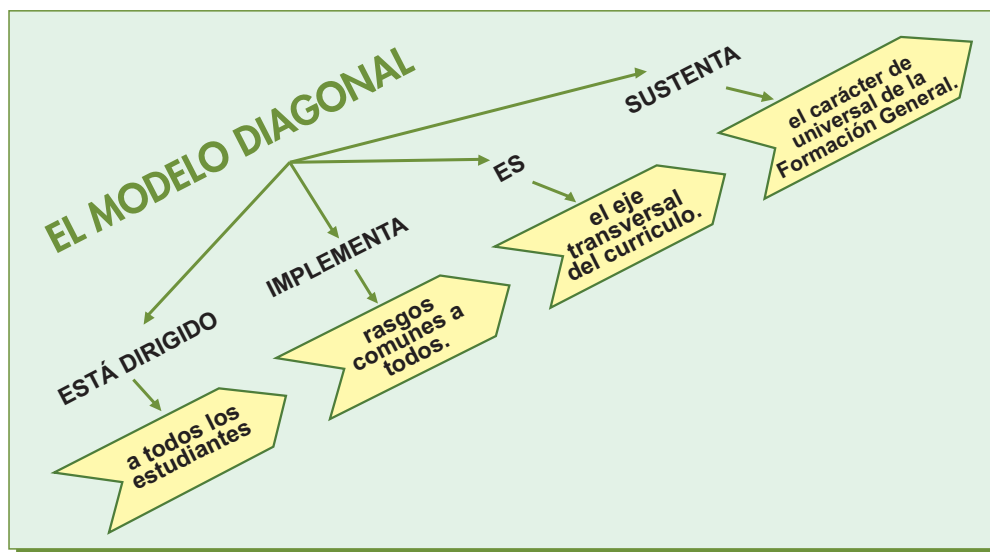 EL MODELO DIAGONAL
ESTÁ DIRIGIDO
a todos los
estudiantes
IMPLEMENTA
rasgos
comunes a
todos.
ES
el eje
transversal
del curriculo.
SUSTENTA
el carácter de
universal de la
Formación General.